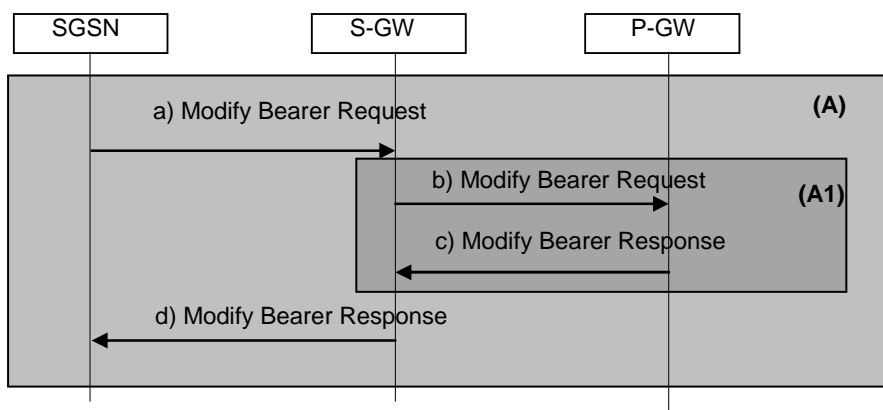 SGSN
S-GW
P-GW
(A)
a) Modify Bearer Request
b) Modify Bearer Request
(A1)
c) Modify Bearer Response
d) Modify Bearer Response